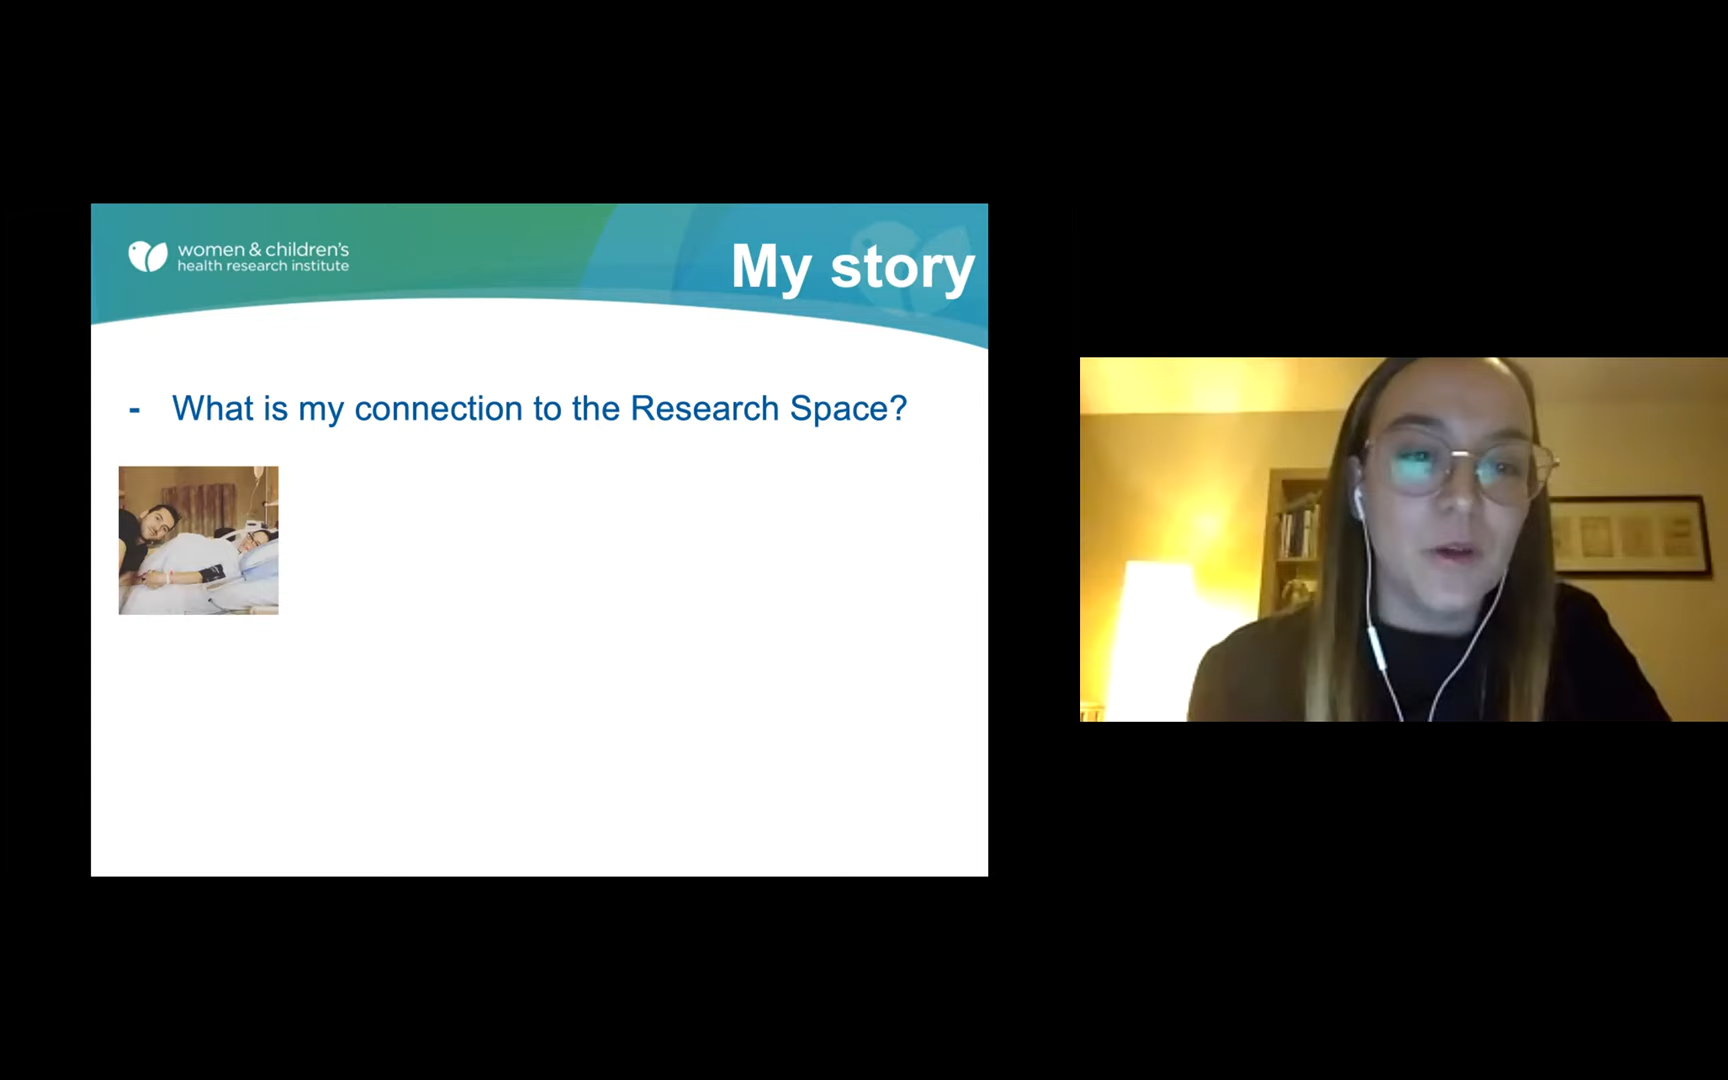 women & children's
health research institute
My story
- What is my connection to the Research Space?